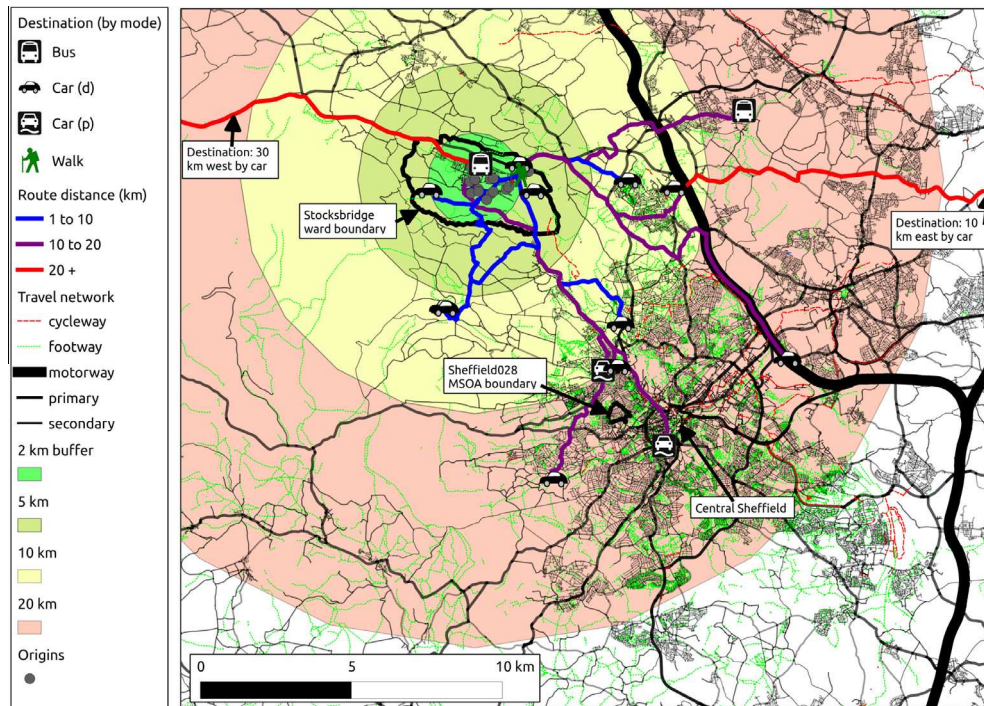 Destination (by mode)
Bus
Car (d)
Car (p)
Walk
Route distance (km)
1 to 10
10 to 20
20 +
Travel network
cycleway
footway
motorway
primary
secondary
2 km buffer
5 km
10 km
20 km
Origins
Destination: 30
km west by car
Stocksbridge
ward boundary
Destination: 10
km east by car
Sheffield028
MSOA boundary
Central Sheffield
0
5
10 km